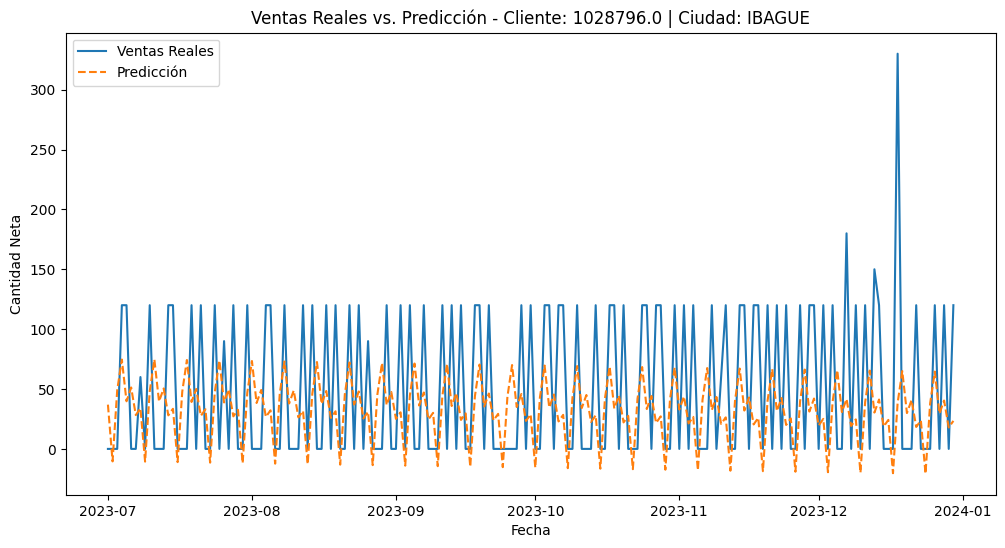 Ventas Reales vs. Predicción - Cliente: 1028796.0 | Ciudad: IBAGUE
Ventas Reales
Predicción
Cantidad Neta
300
250
200
150
100
50
0
2023-07
2023-08
2023-09
2023-10
2023-11
2023-12
2024-01
Fecha